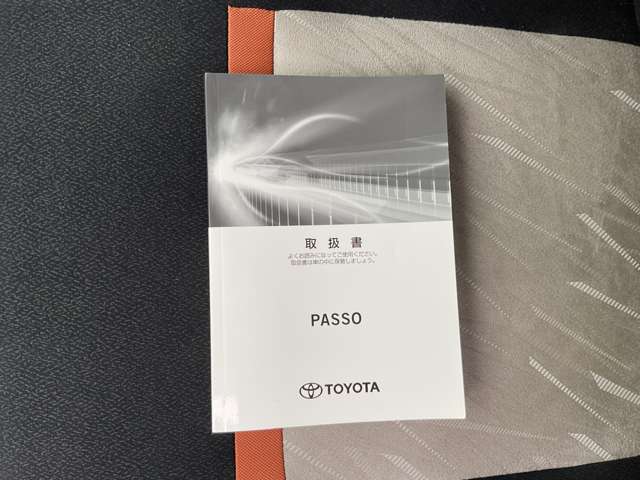 取扱書
よくお読みになってご使用ください。
取扱書は車の中に保管しましょう。
PASSO
TOYOTA